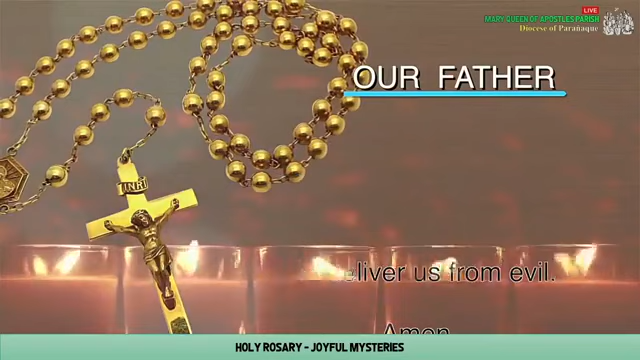 LIVE
MARY QUEEN OF APOSTLES PARISH
Diocese of Parañaque
OUR FATHER
INRI
liver us from evil.
Amen
HOLY ROSARY - JOYFUL MYSTERIES